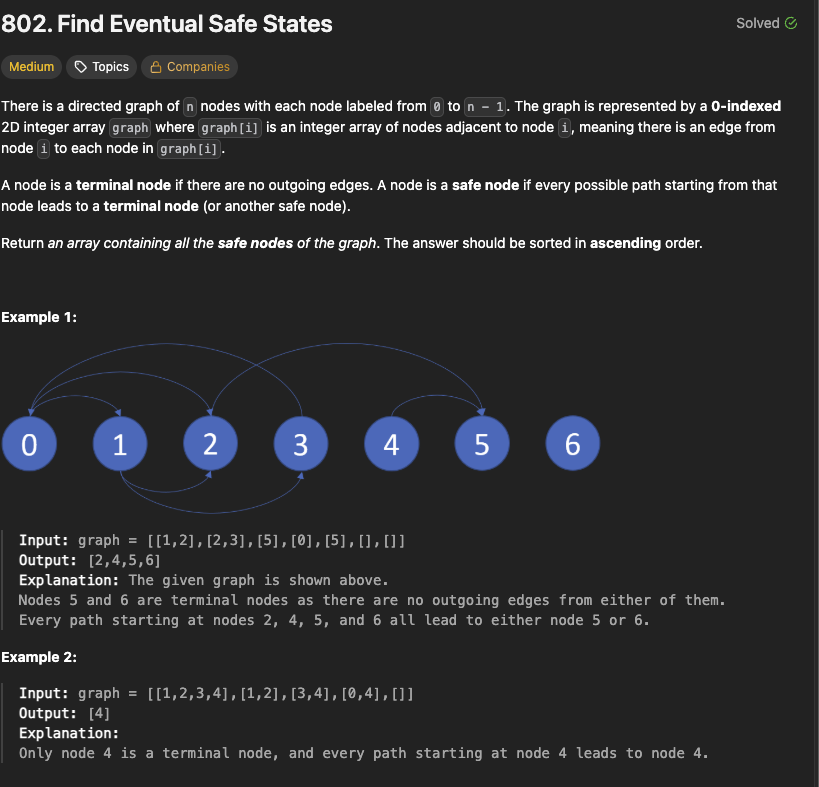 802. Find Eventual Safe States
Solved
Medium Topics Companies
There is a directed graph of n nodes with each node labeled from 0 to n - 1. The graph is represented by a 0-indexed
2D integer array graph where graph[i] is an integer array of nodes adjacent to node i, meaning there is an edge from
node i to each node in graph[i].
A node is a terminal node if there are no outgoing edges. A node is a safe node if every possible path starting from that
node leads to a terminal node (or another safe node).
Return an array containing all the safe nodes of the graph. The answer should be sorted in ascending order.
Example 1:
0 1 2 3 4 5 6
Input: graph = [[1,2],[2,3],[5],[0],[5],[],[]]
Output: [2,4,5,6]
Explanation: The given graph is shown above.
Nodes 5 and 6 are terminal nodes as there are no outgoing edges from either of them.
Every path starting at nodes 2, 4, 5, and 6 all lead to either node 5 or 6.
Example 2:
Input: graph = [[1,2,3,4],[1,2],[3,4],[0,4],[]]
Output: [4]
Explanation:
Only node 4 is a terminal node, and every path starting at node 4 leads to node 4.